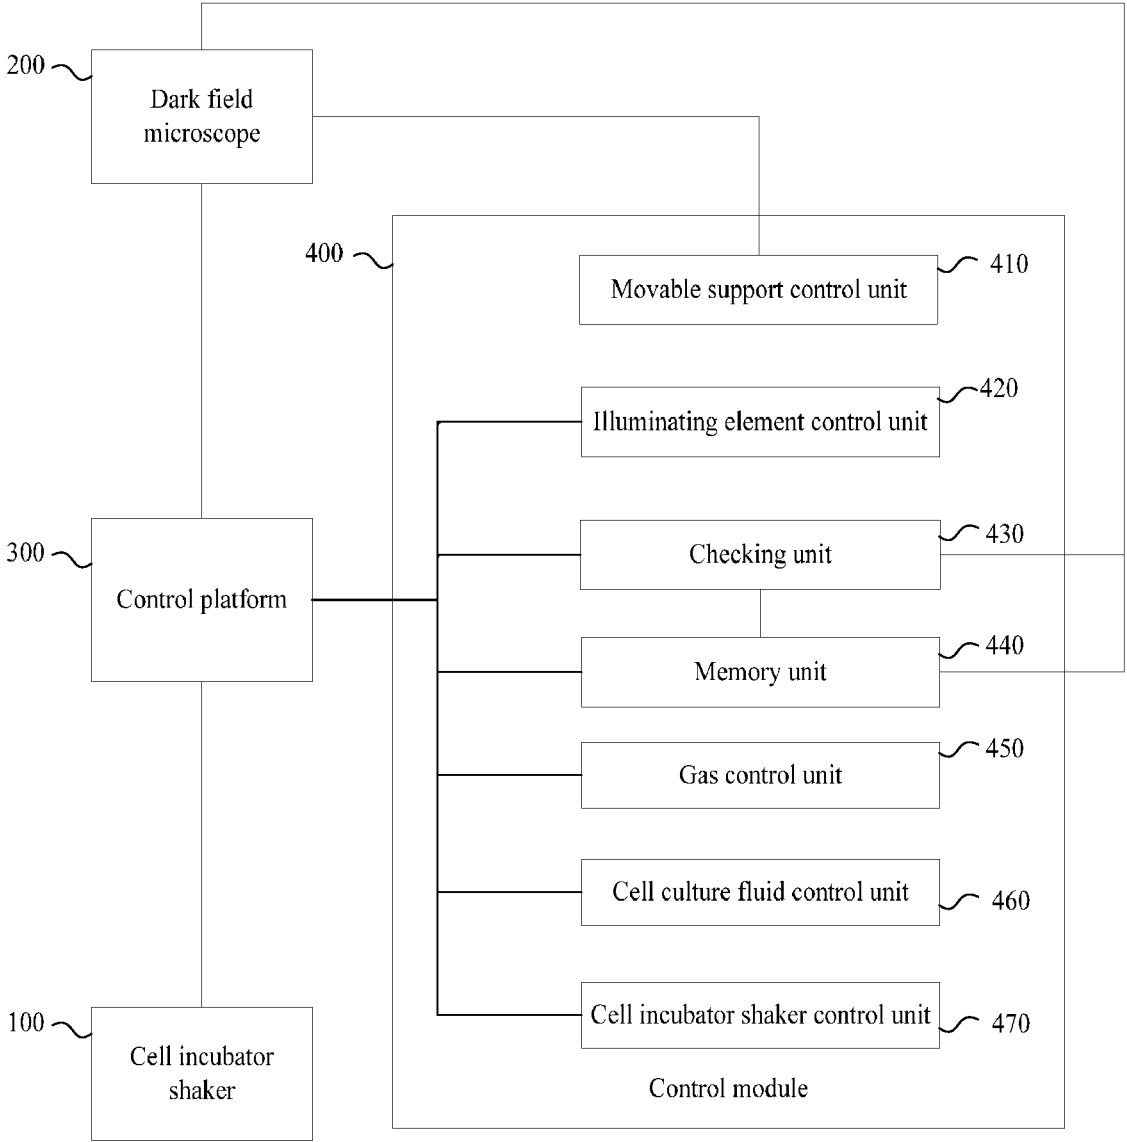 200
Dark field
microscope
400
410
Movable support control unit
420
Illuminating element control unit
300
Control platform
430
Checking unit
440
Memory unit
450
Gas control unit
Cell culture fluid control unit
460
100
Cell incubator
shaker
Cell incubator shaker control unit
470
Control module